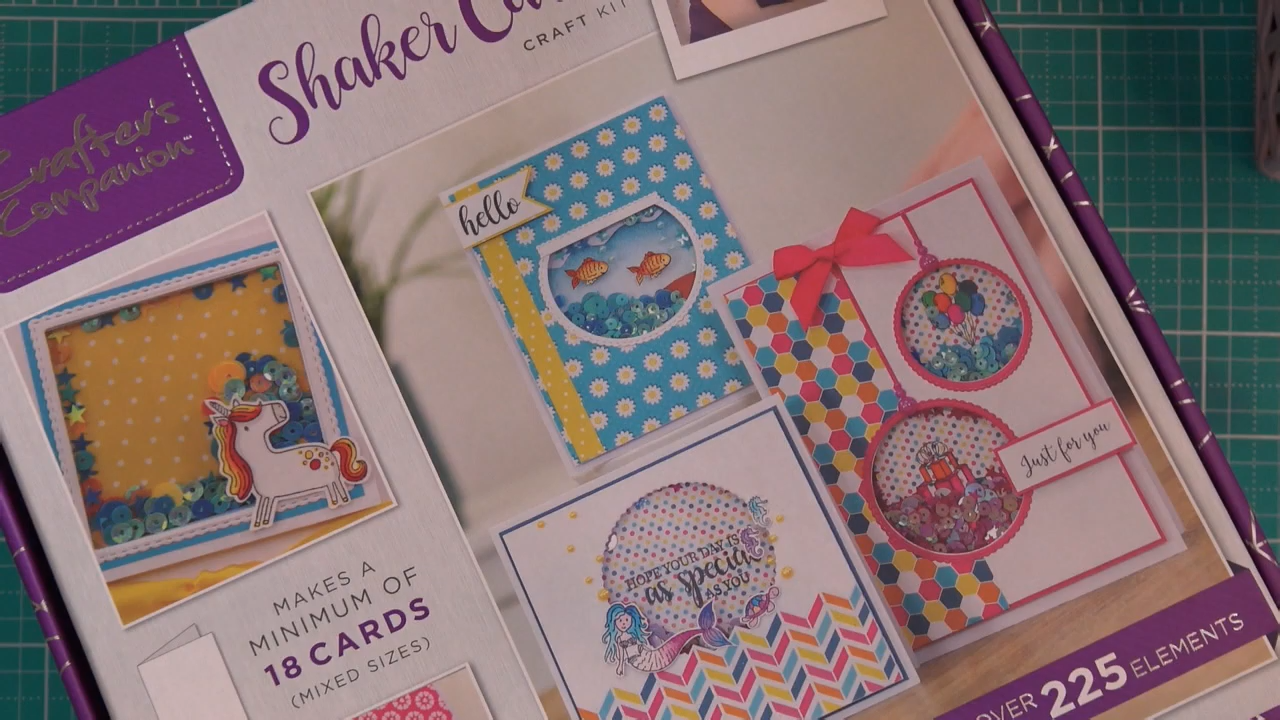 Crafter's
Companion
Shaker
CRAFT KIT
hello
Just for you
HOPE YOUR DAY IS
as special
AS YOU
MAKES A
MINIMUM OF
18 CARDS
(MIXED SIZES)
OVER 225 ELEMENTS